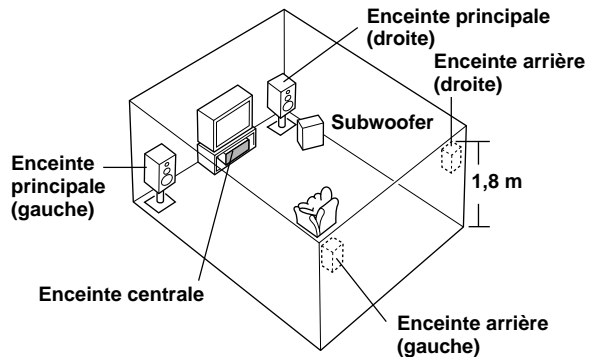 Enceinte principale
(droite)
Enceinte arrière
(droite)
Subwoofer
Enceinte
principale
(gauche)
1,8 m
Enceinte centrale
Enceinte arrière
(gauche)